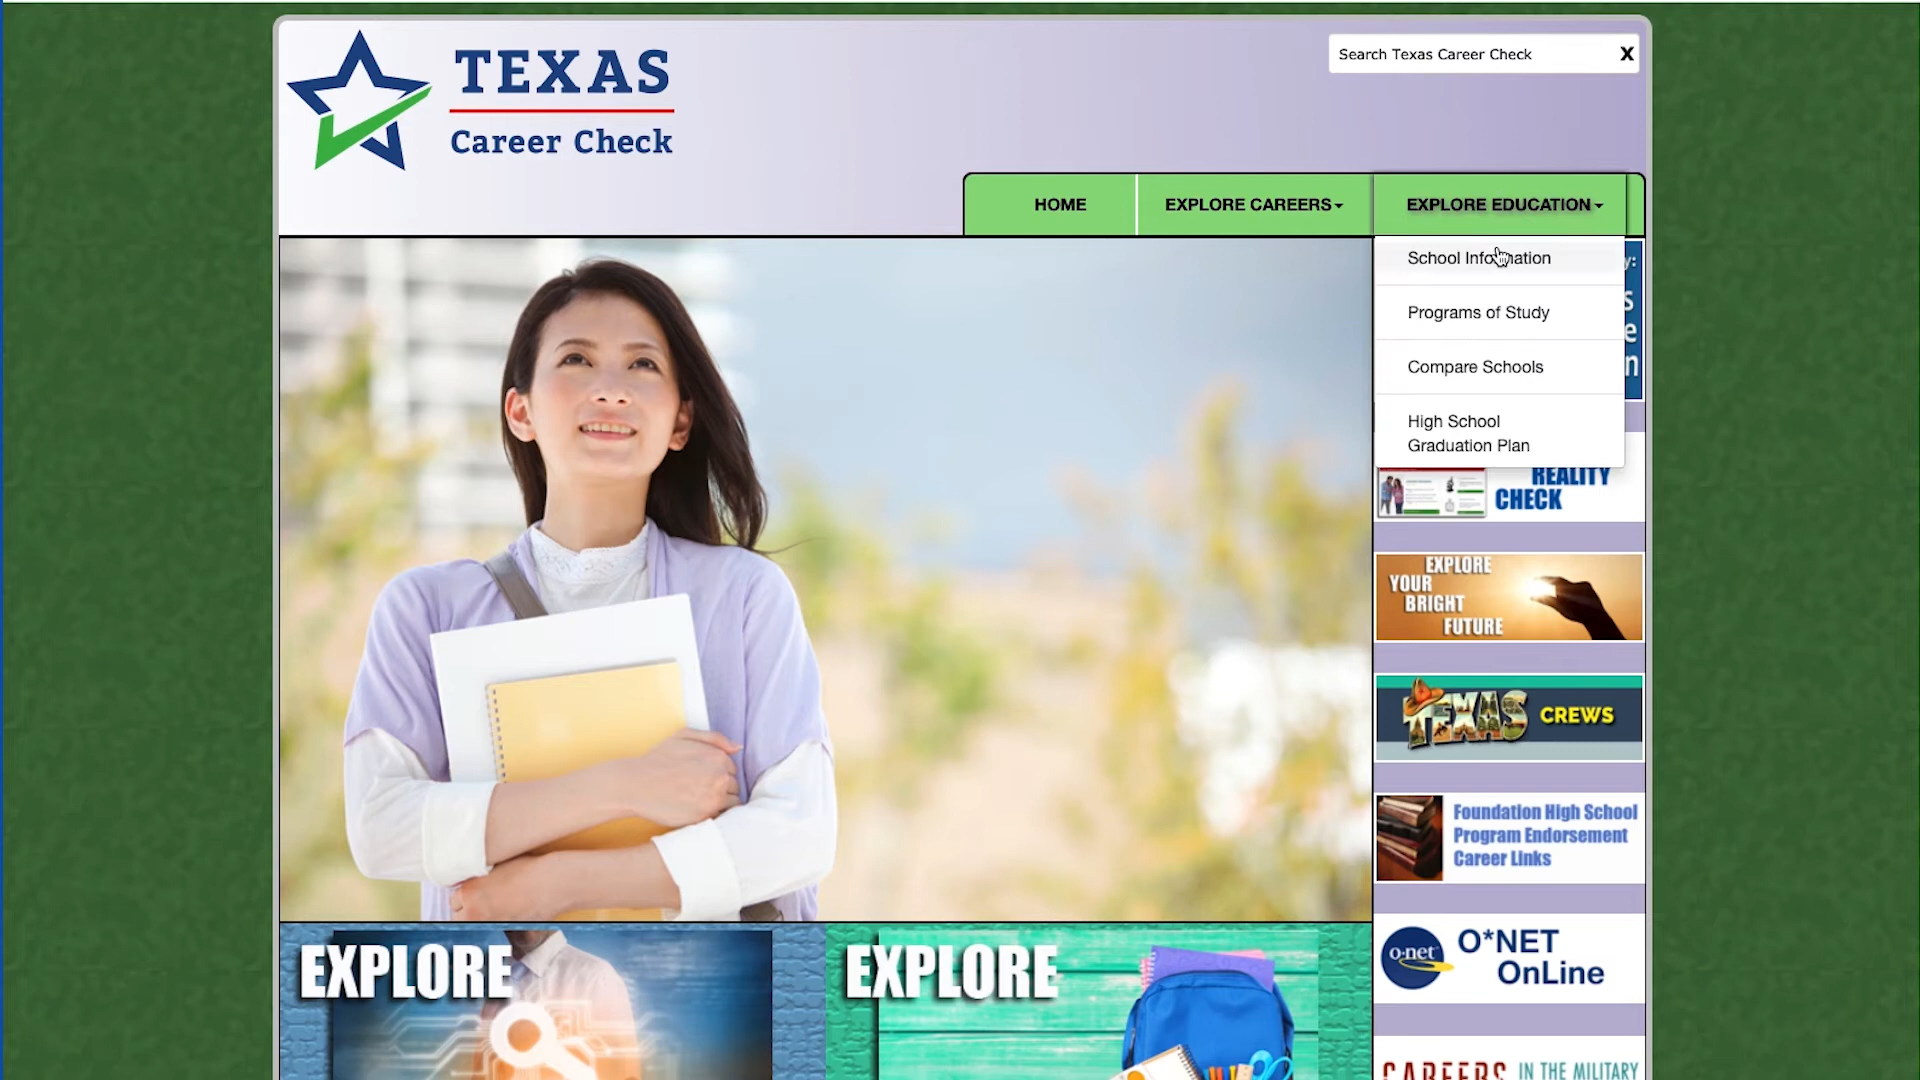 TEXAS
Career Check
Search Texas Career Check X
HOME
EXPLORE CAREERS
EXPLORE EDUCATION
School Information
Programs of Study
Compare Schools
High School
Graduation Plan
y:
s
e
n
REALITY
CHECK
EXPLORE
YOUR
BRIGHT
FUTURE
TEXAS CREWS
Foundation High School
Program Endorsement
Career Links
o·net
O*NET
OnLine
CAREERS IN THE MILITARY
EXPLORE
EXPLORE